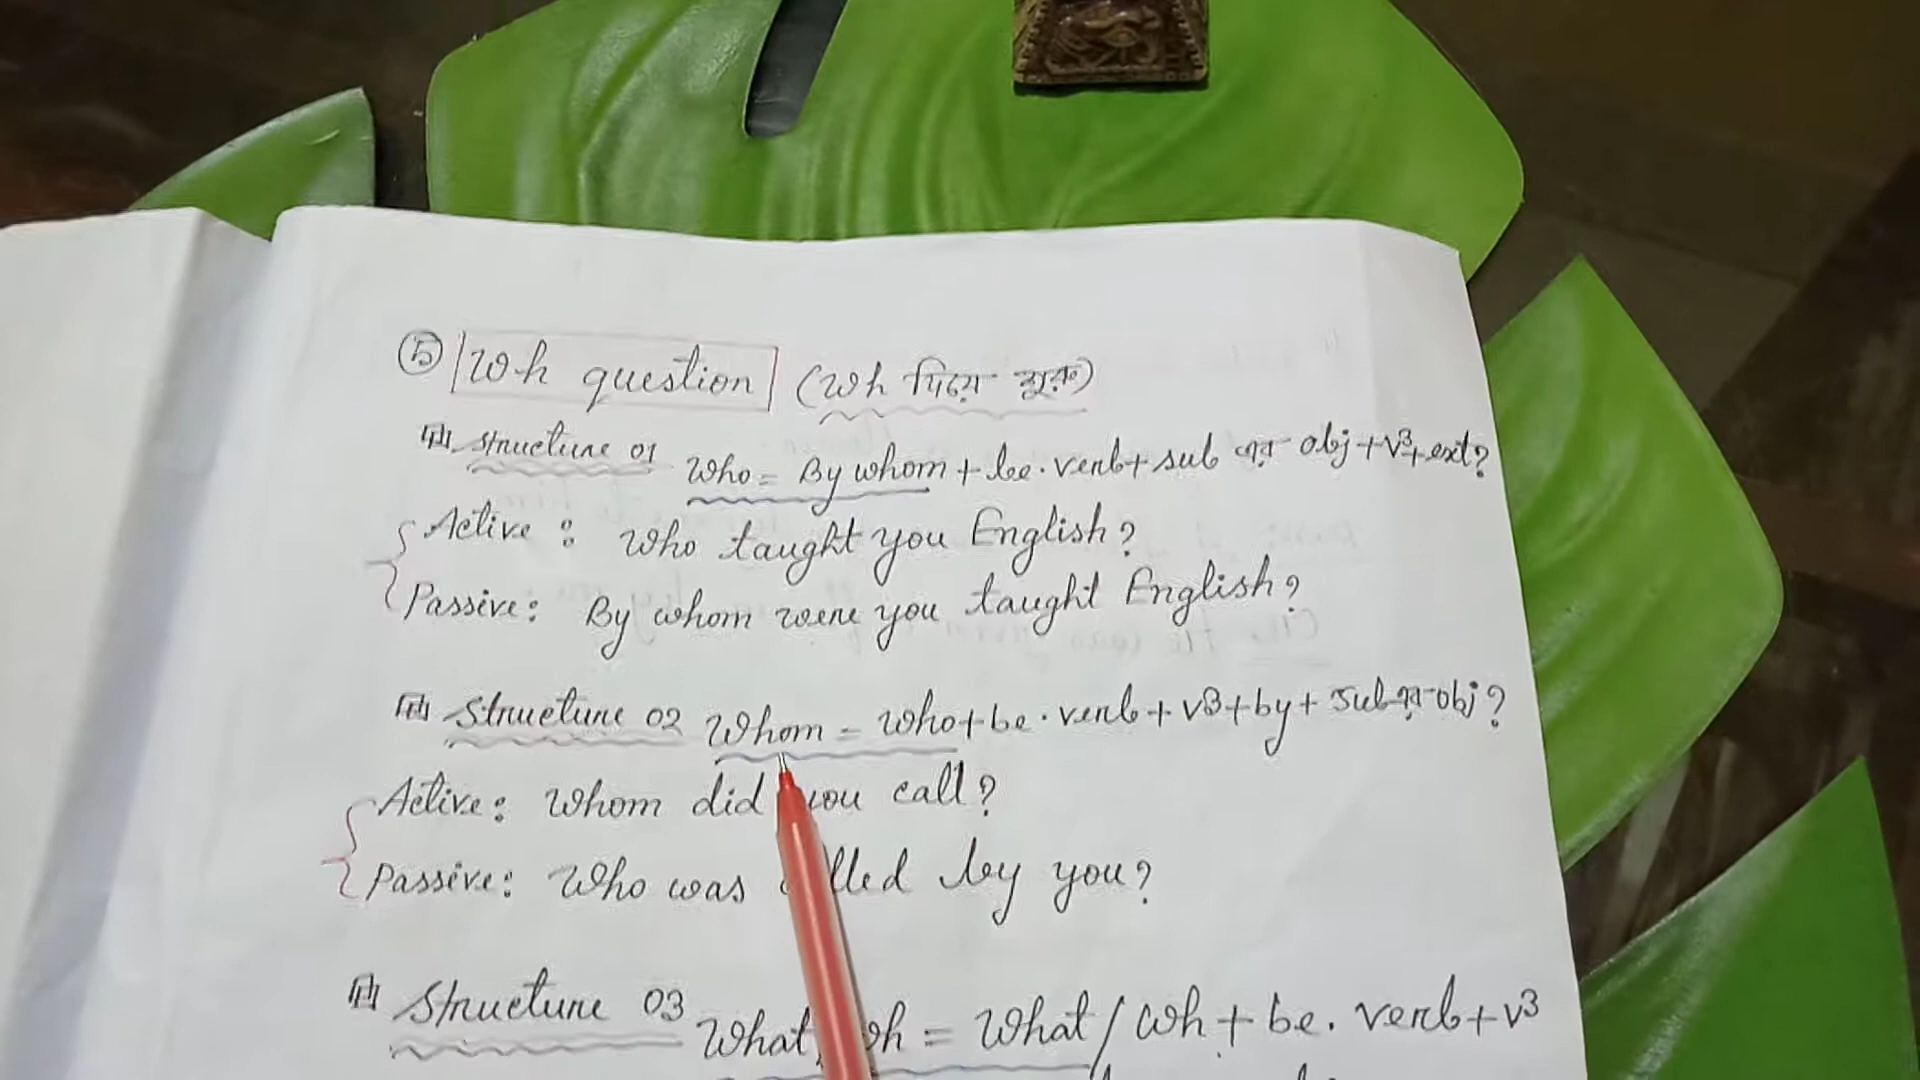 ⑤ Wh question (Wh দিয়ে শুরু)
Structure 01 Who = By whom + be. verb + sub এর obj + v3 + ext?
Active : Who taught you English?
Passive : By whom were you taught English?
Structure 02 Whom = who + be. verb + v3 + by + sub এর obj?
Active : Whom did you call?
Passive : Who was called by you?
Structure 03 What, wh = What / Wh + be. verb + v3